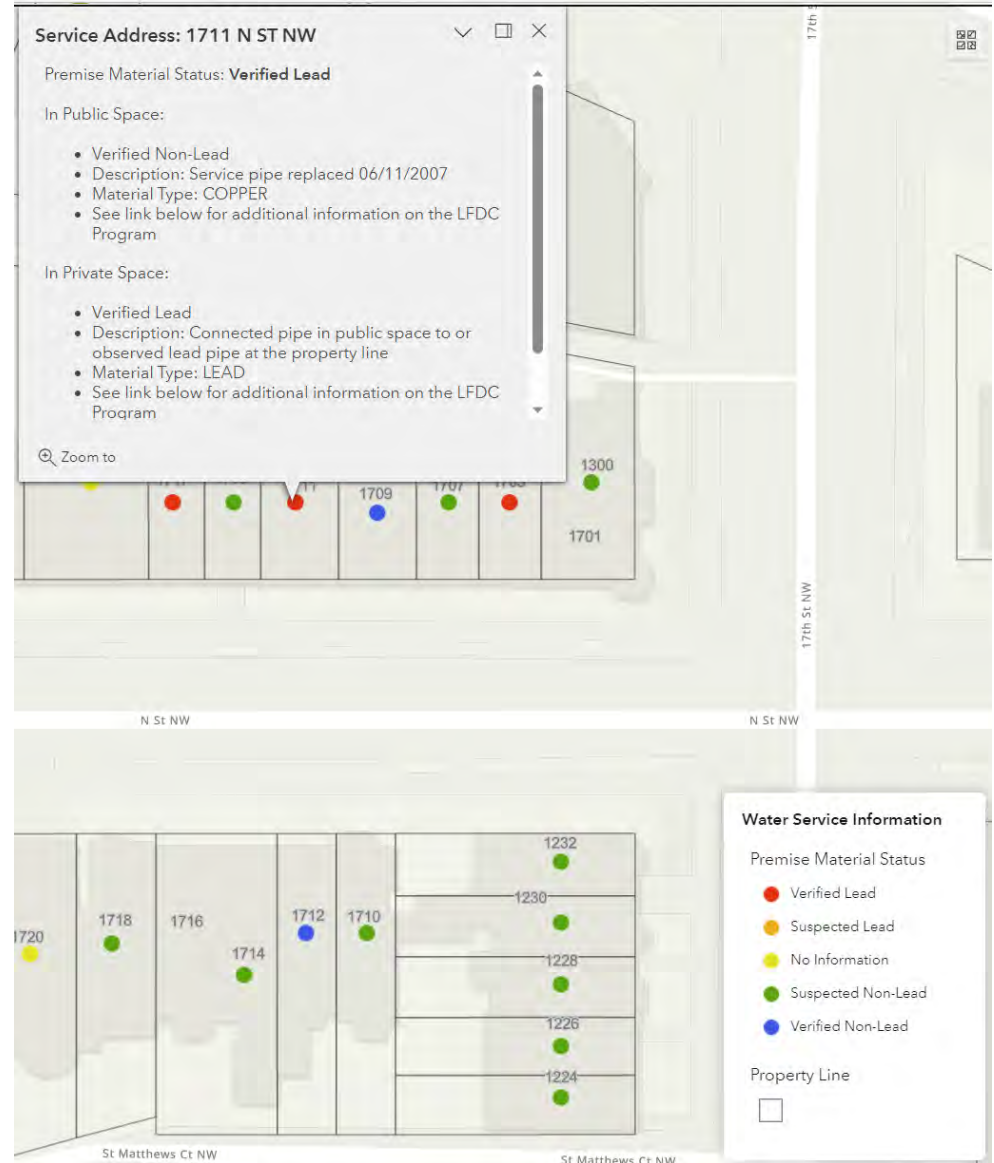 Service Address: 1711 N ST NW
Premise Material Status: Verified Lead
In Public Space:
• Verified Non-Lead
• Description: Service pipe replaced 06/11/2007
• Material Type: COPPER
• See link below for additional information on the LFDC
Program
In Private Space:
• Verified Lead
• Description: Connected pipe in public space to or
observed lead pipe at the property line
• Material Type: LEAD
• See link below for additional information on the LFDC
Program
Zoom to
17th S
1709
1707
1300
1701
17th St NW
N St NW
N St NW
1720
1718
1716
1714
1712
1710
1232
1230
1228
1226
1224
St Matthews Ct NW
St Matthews Ct NW
Water Service Information
Premise Material Status
Verified Lead
Suspected Lead
No Information
Suspected Non-Lead
Verified Non-Lead
Property Line